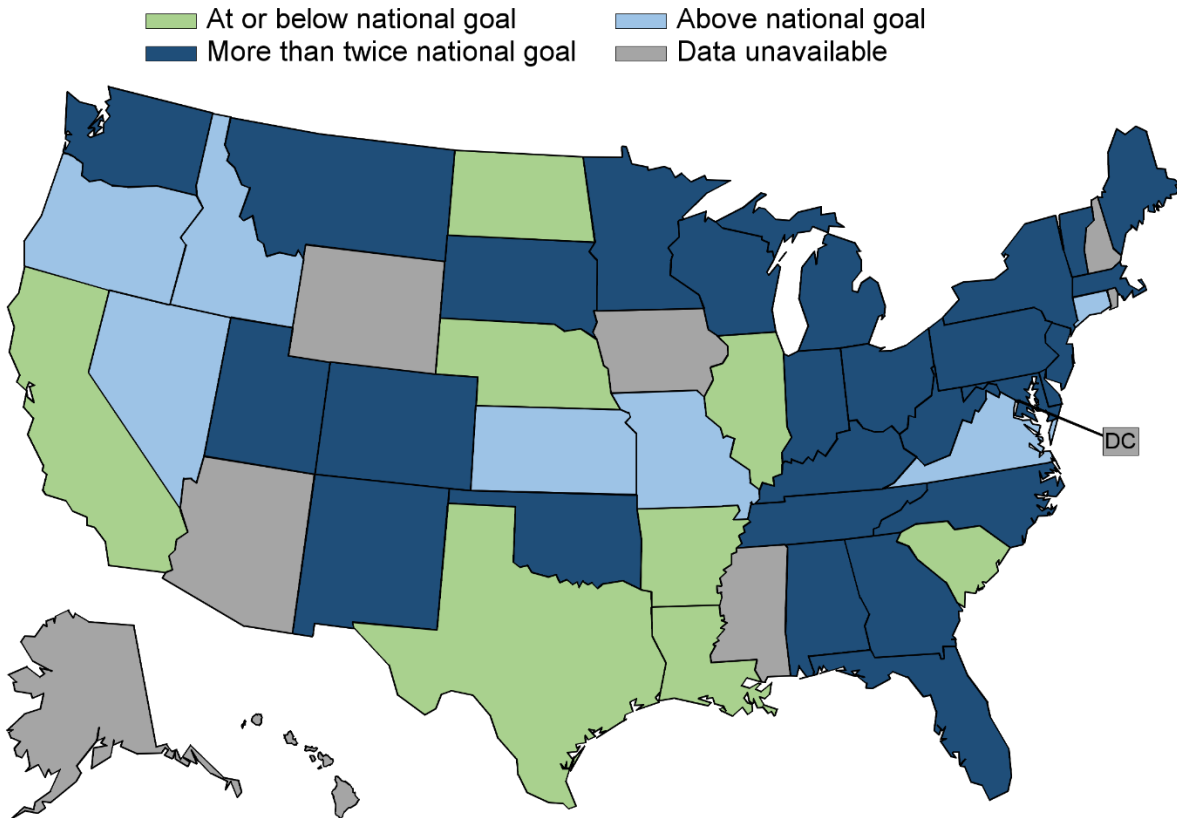 At or below national goal
Above national goal
More than twice national goal
Data unavailable
DC